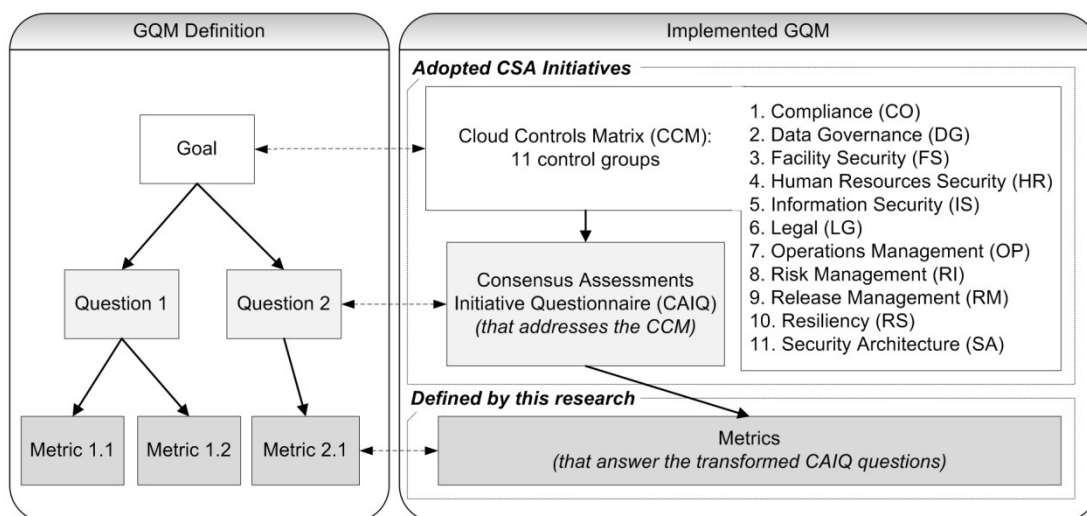 GQM Definition
Goal
Question 1
Question 2
Metric 1.1
Metric 1.2
Metric 2.1
Implemented GQM
Adopted CSA Initiatives
Cloud Controls Matrix (CCM):
11 control groups
1. Compliance (CO)
2. Data Governance (DG)
3. Facility Security (FS)
4. Human Resources Security (HR)
5. Information Security (IS)
6. Legal (LG)
7. Operations Management (OP)
8. Risk Management (RI)
9. Release Management (RM)
10. Resiliency (RS)
11. Security Architecture (SA)
Consensus Assessments
Initiative Questionnaire (CAIQ)
(that addresses the CCM)
Defined by this research
Metrics
(that answer the transformed CAIQ questions)